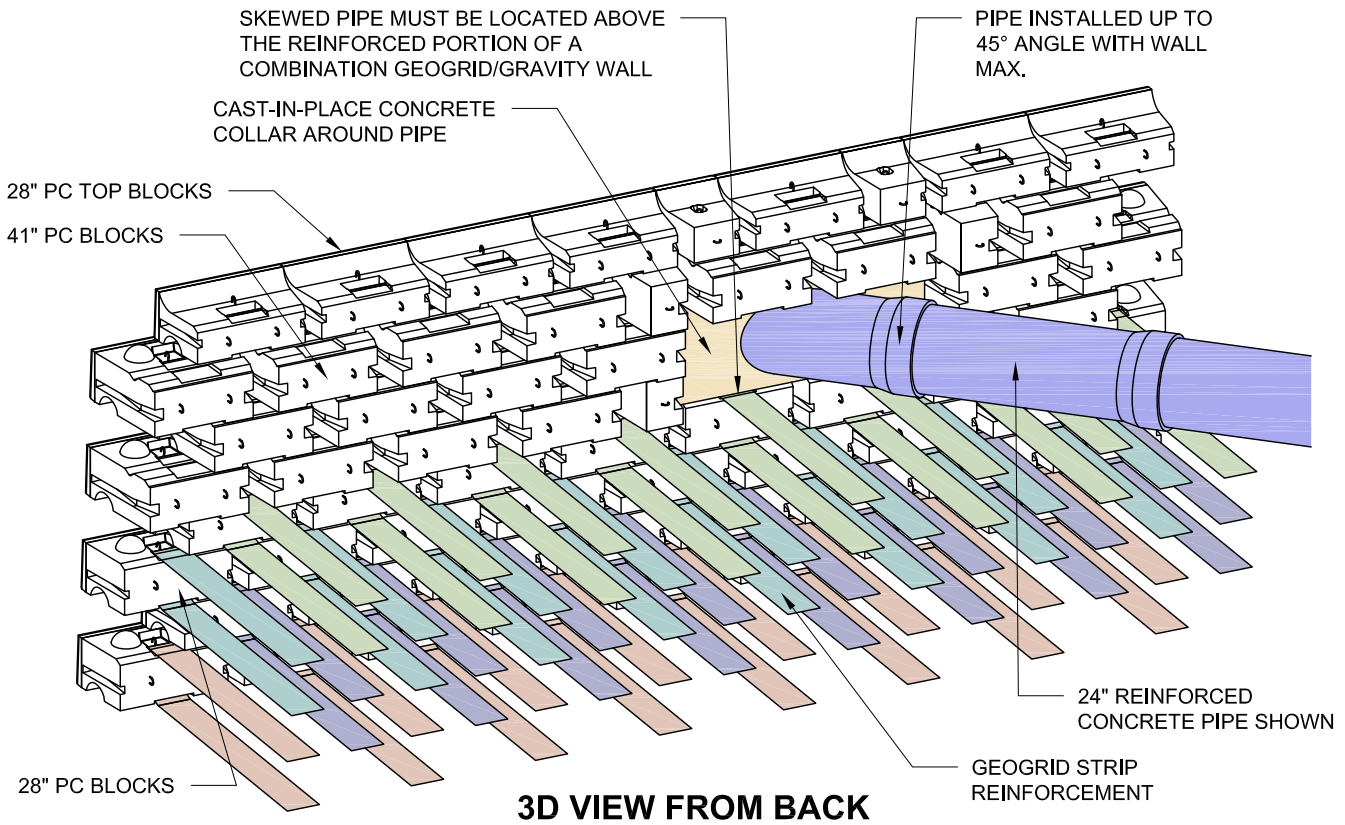 SKEWED PIPE MUST BE LOCATED ABOVE
THE REINFORCED PORTION OF A
COMBINATION GEOGRID/GRAVITY WALL
PIPE INSTALLED UP TO
45° ANGLE WITH WALL
MAX.
CAST-IN-PLACE CONCRETE
COLLAR AROUND PIPE
28" PC TOP BLOCKS
41" PC BLOCKS
24" REINFORCED
CONCRETE PIPE SHOWN
GEOGRID STRIP
REINFORCEMENT
28" PC BLOCKS
3D VIEW FROM BACK